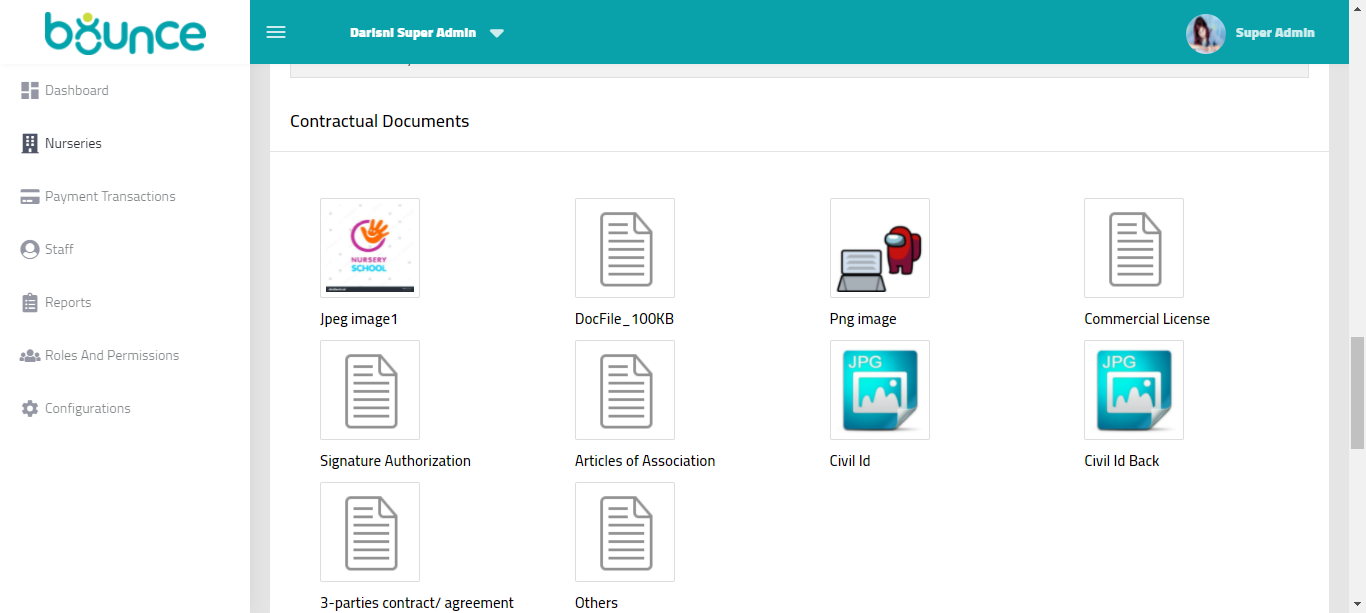 bounce
Darisni Super Admin
Super Admin
Dashboard
Nurseries
Payment Transactions
Staff
Reports
Roles And Permissions
Configurations
Contractual Documents
NURSERY
SCHOOL
Jpeg image1
DocFile_100KB
Png image
Commercial License
JPG
JPG
Signature Authorization
Articles of Association
Civil Id
Civil Id Back
3-parties contract/ agreement
Others